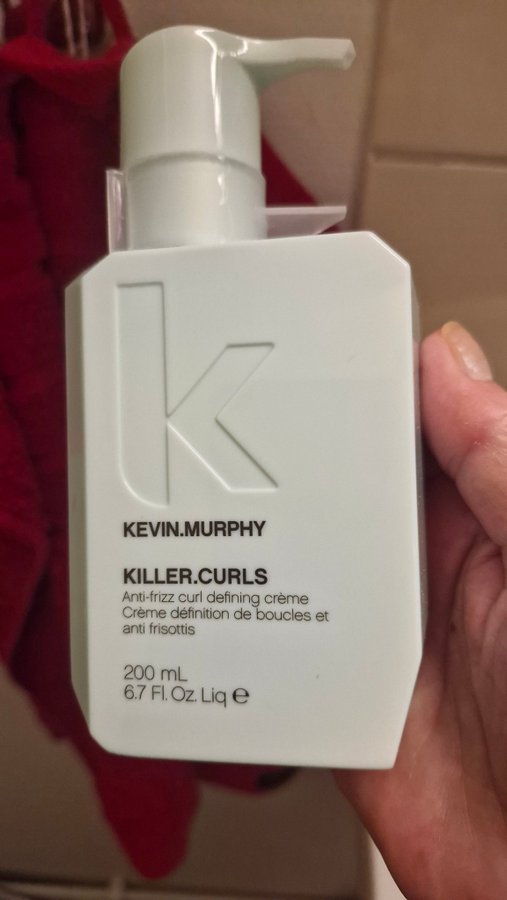 k
KEVIN.MURPHY
KILLER.CURLS
Anti-frizz curl defining crème
Crème définition de boucles et
anti frisottis
200 mL
6.7 Fl. Oz. Liq ℮